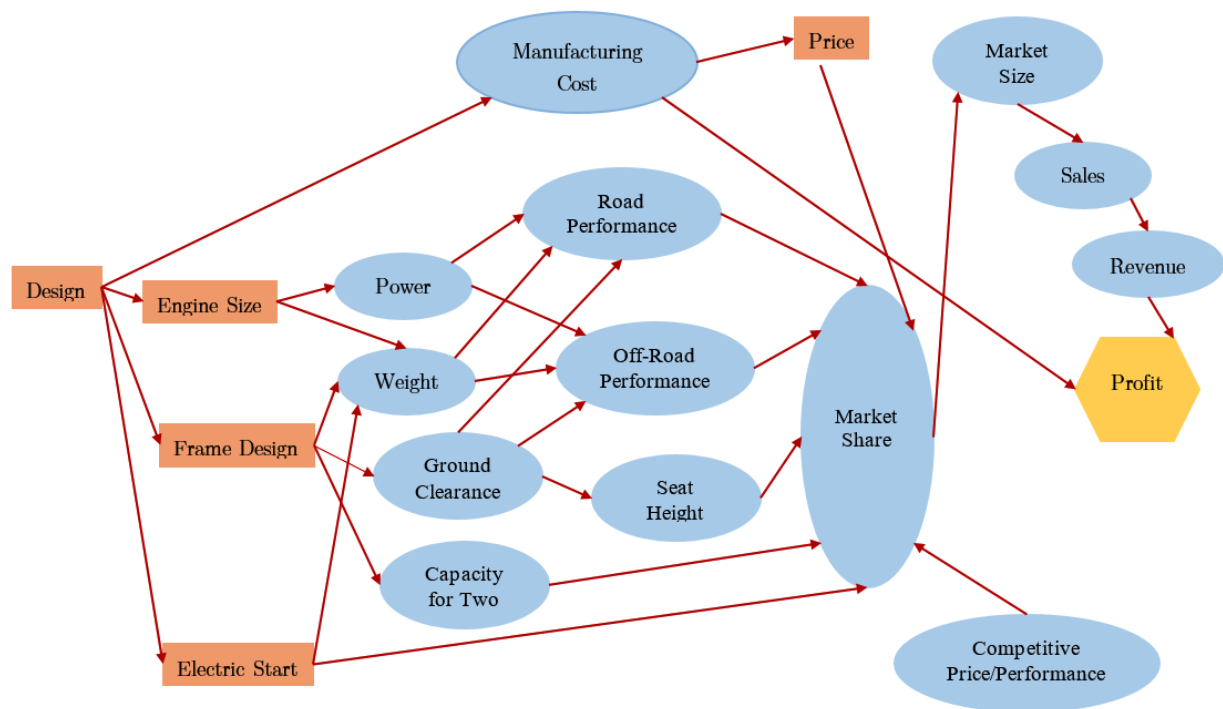 Manufacturing
Cost
Price
Market
Size
Sales
Revenue
Profit
Road
Performance
Design
Engine Size
Power
Off-Road
Performance
Weight
Market
Share
Frame Design
Ground
Clearance
Seat
Height
Capacity
for Two
Electric Start
Competitive
Price/Performance